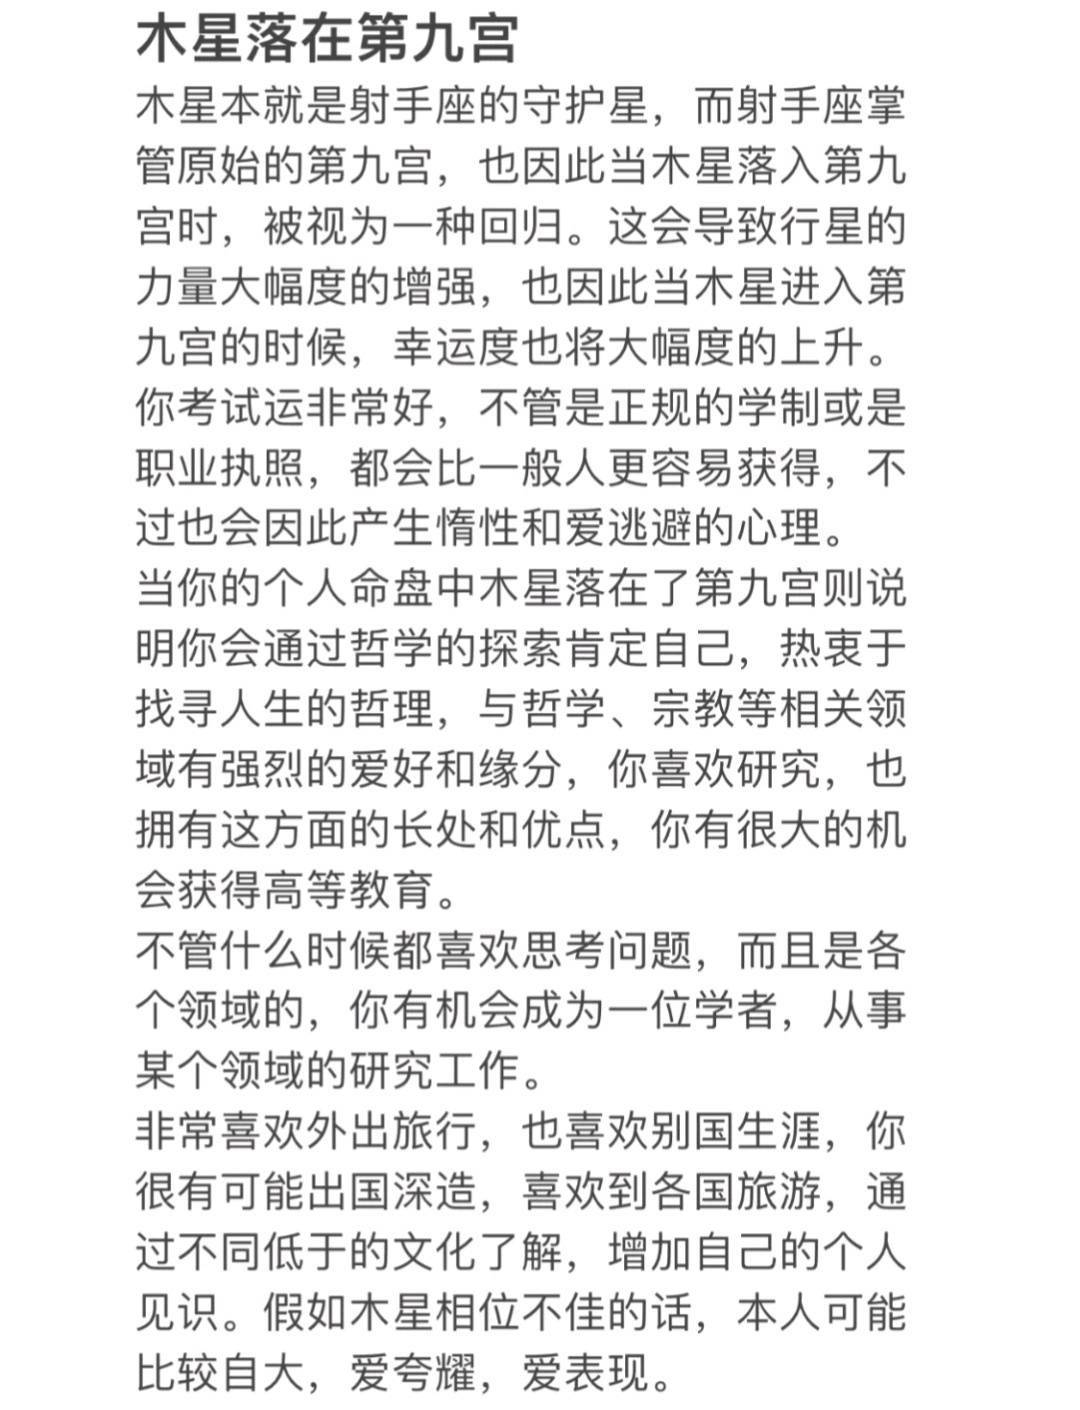 木星落在第九宫
木星本就是射手座的守护星，而射手座掌
管原始的第九宫，也因此当木星落入第九
宫时，被视为一种回归。这会导致行星的
力量大幅度的增强，也因此当木星进入第
九宫的时候，幸运度也将大幅度的上升。
你考试运非常好，不管是正规的学制或是
职业执照，都会比一般人更容易获得，不
过也会因此产生惰性和爱逃避的心理。
当你的个人命盘中木星落在了第九宫则说
明你会通过哲学的探索肯定自己，热衷于
找寻人生的哲理，与哲学、宗教等相关领
域有强烈的爱好和缘分，你喜欢研究，也
拥有这方面的长处和优点，你有很大的机
会获得高等教育。
不管什么时候都喜欢思考问题，而且是各
个领域的，你有机会成为一位学者，从事
某个领域的研究工作。
非常喜欢外出旅行，也喜欢别国生涯，你
很有可能出国深造，喜欢到各国旅游，通
过不同低于的文化了解，增加自己的个人
见识。假如木星相位不佳的话，本人可能
比较自大，爱夸耀，爱表现。